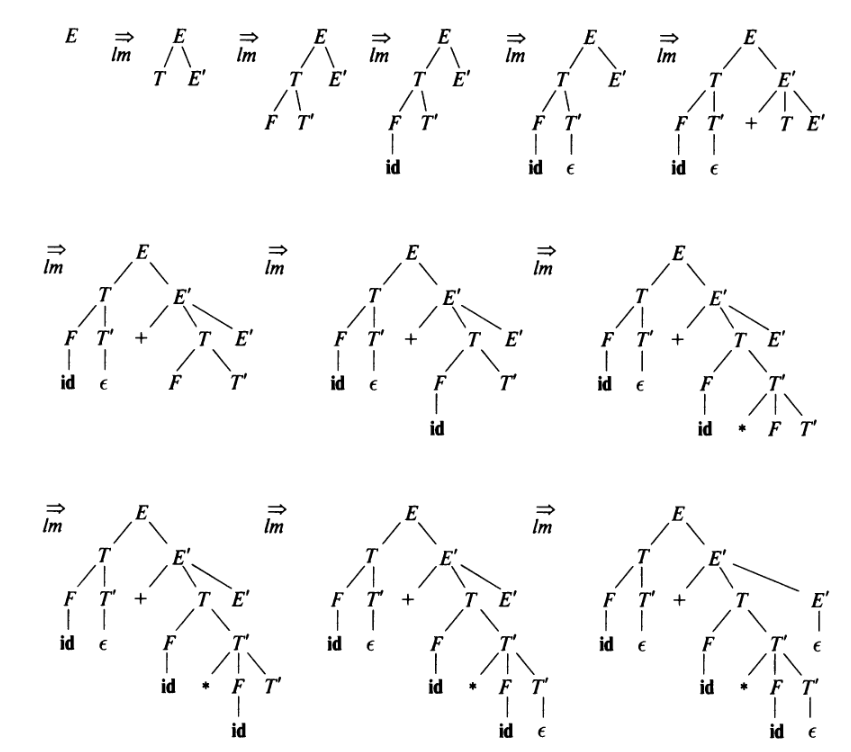 E ⇒ E ⇒ E ⇒ E ⇒ E ⇒ E
lm lm lm lm lm
T E' T E' T E' T E' T E'
F T' F T' F T' F T' + T E'
id id ϵ id ϵ
⇒ E ⇒ E ⇒ E
lm lm lm
T E' T E' T E'
F T' + T E' F T' + T E' F T' + T E'
id ϵ F T' id ϵ F T' id ϵ F T'
id id * F T'
⇒ E ⇒ E ⇒ E
lm lm lm
T E' T E' T E'
F T' + T E' F T' + T E' F T' + T E'
id ϵ F T' id ϵ F T' id ϵ F T' ϵ
id * F T' id * F T' id * F T'
id id ϵ id ϵ